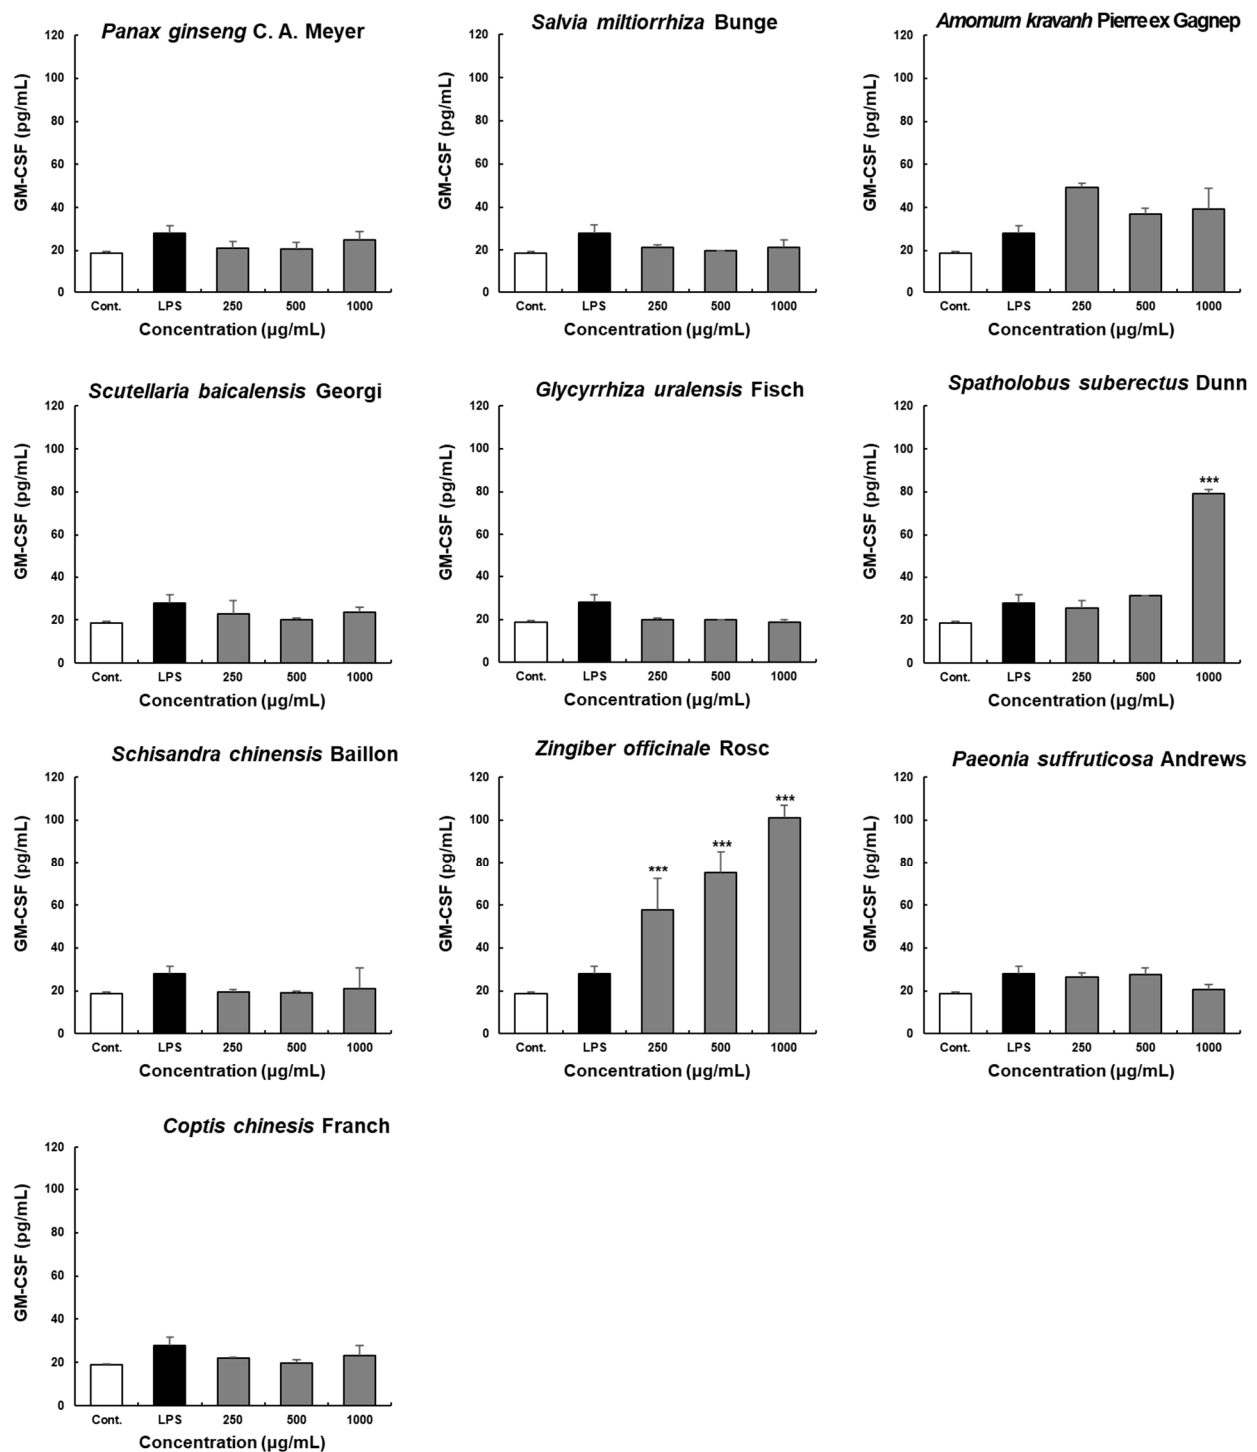 Panax ginseng C. A. Meyer
GM-CSF (pg/mL)
120
100
80
60
40
20
0
Cont. LPS 250 500 1000
Concentration (µg/mL)
Salvia miltiorrhiza Bunge
GM-CSF (pg/mL)
120
100
80
60
40
20
0
Cont. LPS 250 500 1000
Concentration (µg/mL)
Amomum kravanh Pierre ex Gagnep
GM-CSF (pg/mL)
120
100
80
60
40
20
0
Cont. LPS 250 500 1000
Concentration (µg/mL)
Scutellaria baicalensis Georgi
GM-CSF (pg/mL)
120
100
80
60
40
20
0
Cont. LPS 250 500 1000
Concentration (µg/mL)
Glycyrrhiza uralensis Fisch
GM-CSF (pg/mL)
120
100
80
60
40
20
0
Cont. LPS 250 500 1000
Concentration (µg/mL)
Spatholobus suberectus Dunn
GM-CSF (pg/mL)
120
100
80
60
40
20
0
***
Cont. LPS 250 500 1000
Concentration (µg/mL)
Schisandra chinensis Baillon
GM-CSF (pg/mL)
120
100
80
60
40
20
0
Cont. LPS 250 500 1000
Concentration (µg/mL)
Zingiber officinale Rosc
GM-CSF (pg/mL)
120
100
80
60
40
20
0
***
***
***
Cont. LPS 250 500 1000
Concentration (µg/mL)
Paeonia suffruticosa Andrews
GM-CSF (pg/mL)
120
100
80
60
40
20
0
Cont. LPS 250 500 1000
Concentration (µg/mL)
Coptis chinesis Franch
GM-CSF (pg/mL)
120
100
80
60
40
20
0
Cont. LPS 250 500 1000
Concentration (µg/mL)